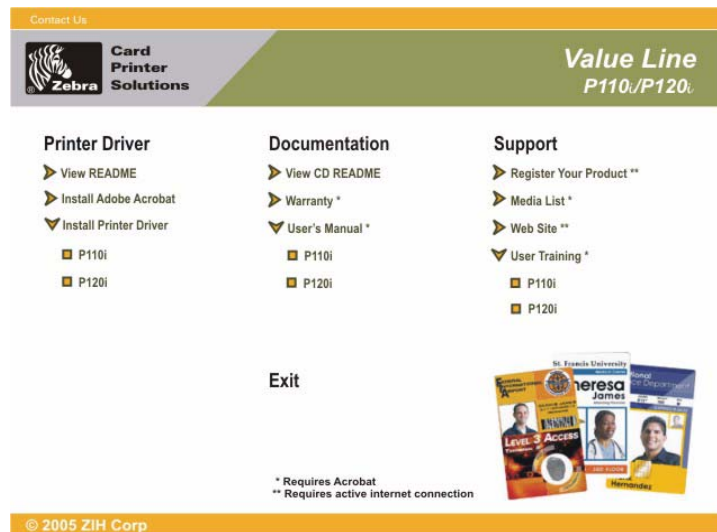 Contact Us
Zebra
®
Card
Printer
Solutions
Value Line
P110i/P120i
Printer Driver
View README
Install Adobe Acrobat
Install Printer Driver
P110i
P120i
Documentation
View CD README
Warranty *
User's Manual *
P110i
P120i
Support
Register Your Product **
Media List *
Web Site **
User Training *
P110i
P120i
Exit
St. Francis University
heresa
James
LEVEL 3 ACCESS
Hernandez
* Requires Acrobat
** Requires active internet connection
© 2005 ZIH Corp